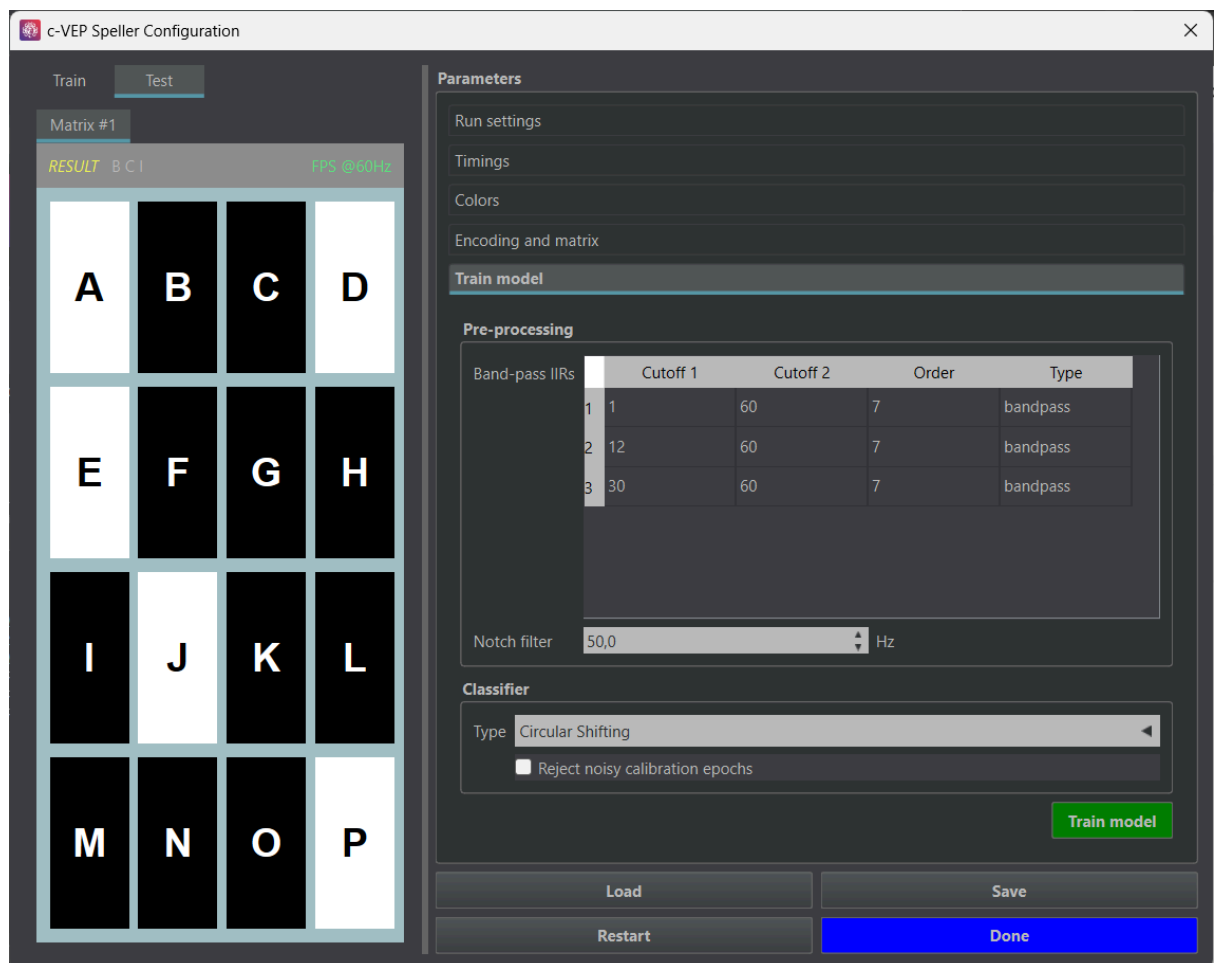 c-VEP Speller Configuration
Train Test
Matrix #1
RESULT B C I FPS @60Hz
A B C D
E F G H
I J K L
M N O P
Parameters
Run settings
Timings
Colors
Encoding and matrix
Train model
Pre-processing
Band-pass IIRs Cutoff 1 Cutoff 2 Order Type
1 1 60 7 bandpass
2 12 60 7 bandpass
3 30 60 7 bandpass
Notch filter 50,0 Hz
Classifier
Type Circular Shifting
Reject noisy calibration epochs
Train model
Load Save
Restart Done